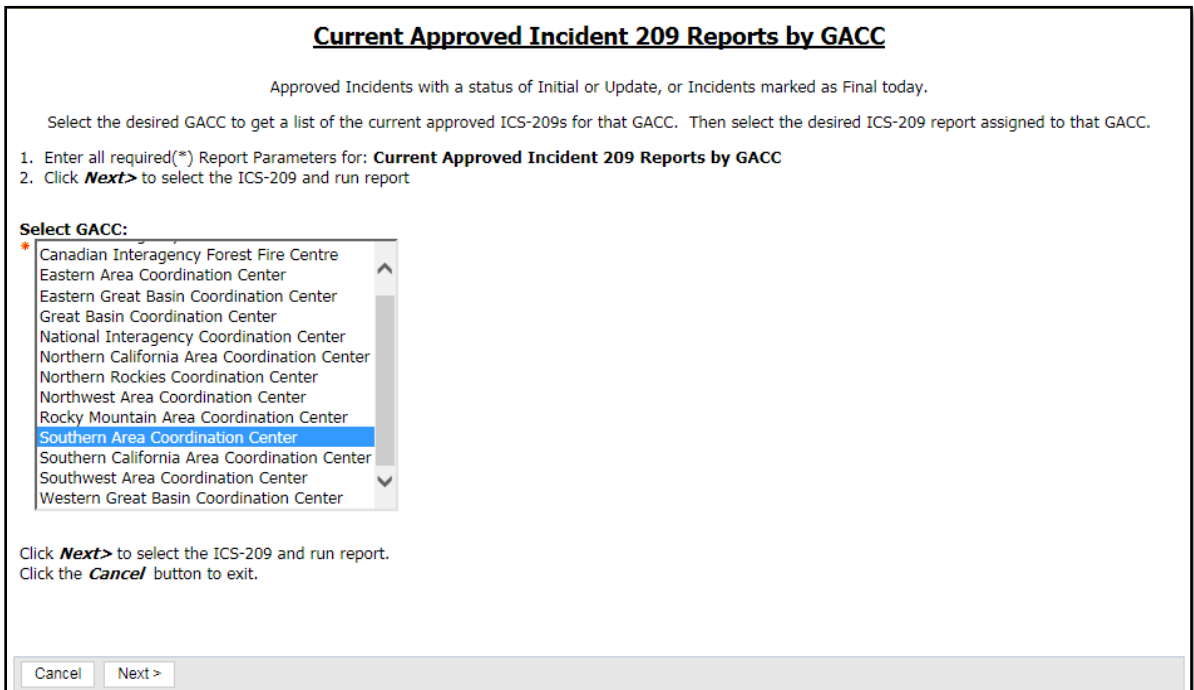 Current Approved Incident 209 Reports by GACC
Approved Incidents with a status of Initial or Update, or Incidents marked as Final today.
Select the desired GACC to get a list of the current approved ICS-209s for that GACC. Then select the desired ICS-209 report assigned to that GACC.
1. Enter all required(*) Report Parameters for: Current Approved Incident 209 Reports by GACC
2. Click Next> to select the ICS-209 and run report
Select GACC:
*
Canadian Interagency Forest Fire Centre
Eastern Area Coordination Center
Eastern Great Basin Coordination Center
Great Basin Coordination Center
National Interagency Coordination Center
Northern California Area Coordination Center
Northern Rockies Coordination Center
Northwest Area Coordination Center
Rocky Mountain Area Coordination Center
Southern Area Coordination Center
Southern California Area Coordination Center
Southwest Area Coordination Center
Western Great Basin Coordination Center
Click Next> to select the ICS-209 and run report.
Click the Cancel button to exit.
Cancel Next >